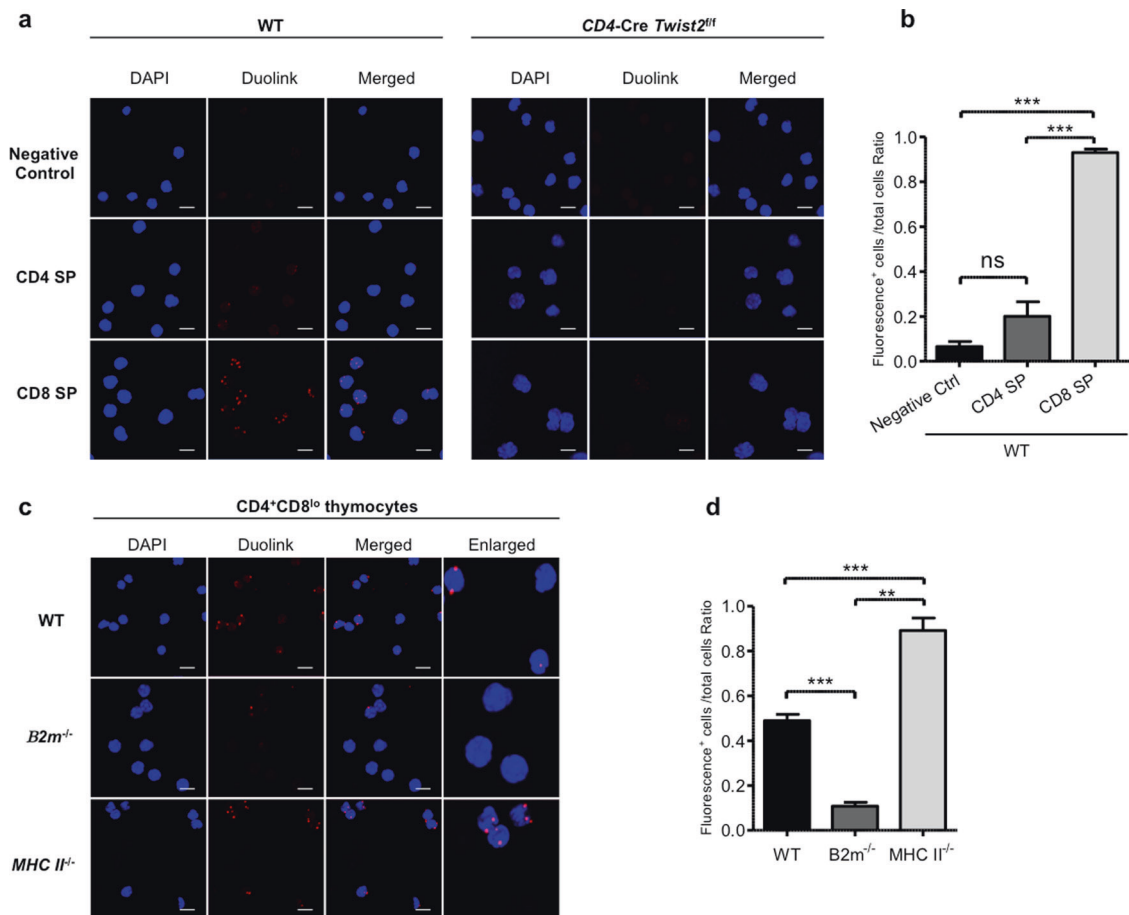 a
WT
CD4-Cre Twist2f/f
DAPI Duolink Merged
DAPI Duolink Merged
Negative
Control
CD4 SP
CD8 SP
b
***
***
ns
Fluorescence+ cells /total cells Ratio
1.0
0.8
0.6
0.4
0.2
0.0
Negative Ctrl
CD4 SP
CD8 SP
WT
c
CD4+CD8lo thymocytes
DAPI Duolink Merged Enlarged
WT
B2m-/-
MHC II-/-
d
***
**
***
Fluorescence+ cells /total cells Ratio
1.0
0.8
0.6
0.4
0.2
0.0
WT B2m-/- MHC II-/-